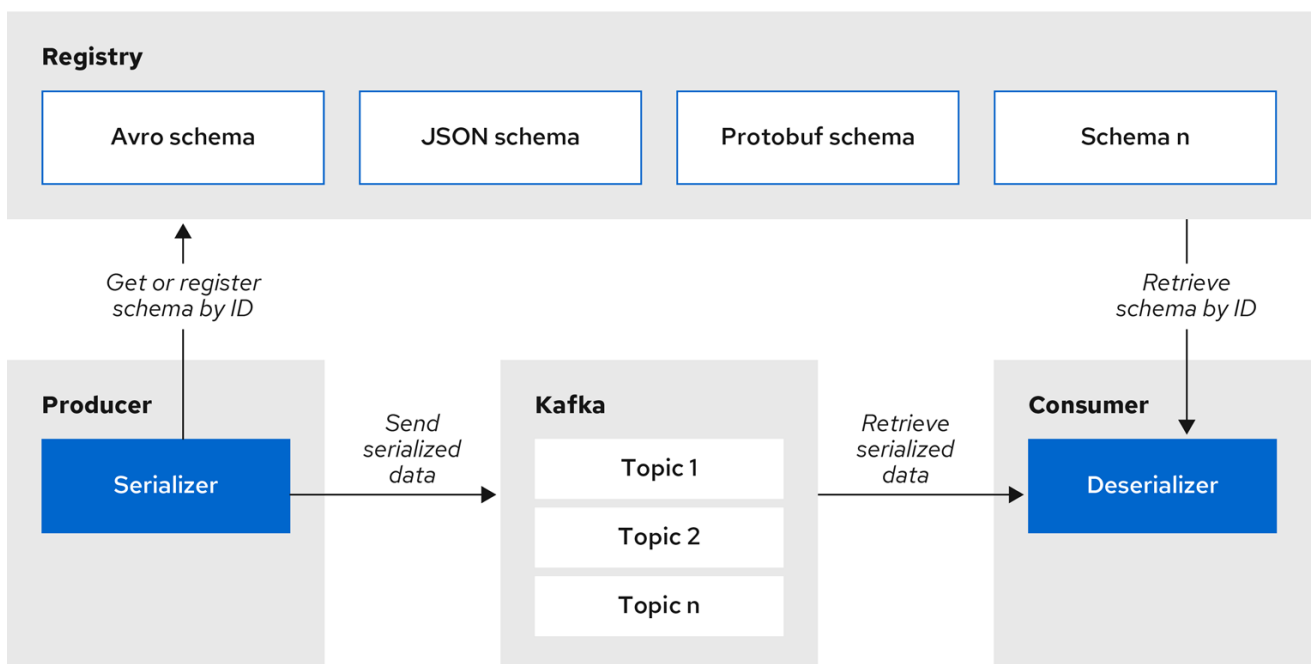 Registry
Avro schema
JSON schema
Protobuf schema
Schema n
Get or register
schema by ID
Retrieve
schema by ID
Producer
Serializer
Send
serialized
data
Kafka
Topic 1
Topic 2
Topic n
Retrieve
serialized
data
Consumer
Deserializer